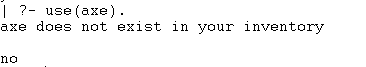 | ?- use(axe).
axe does not exist in your inventory
no